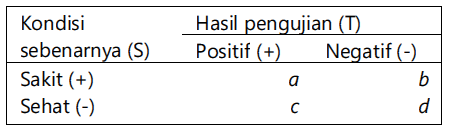 Kondisi Hasil pengujian (T)
sebenarnya (S) Positif (+) Negatif (-)
Sakit (+) a b
Sehat (-) c d